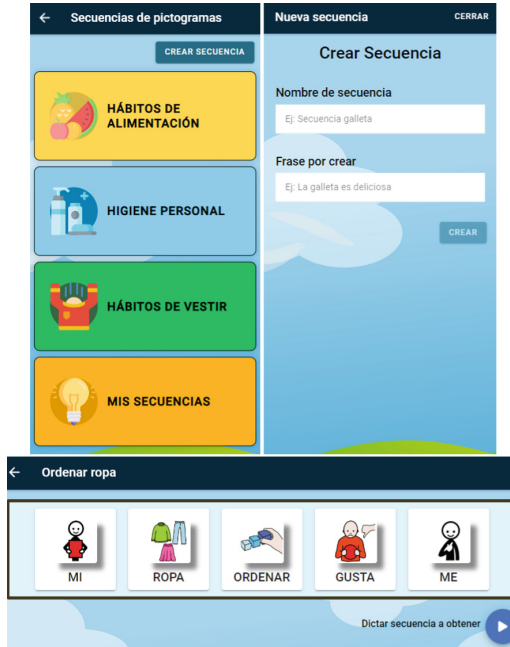 Secuencias de pictogramas
CREAR SECUENCIA
HÁBITOS DE
ALIMENTACIÓN
HIGIENE PERSONAL
HÁBITOS DE VESTIR
MIS SECUENCIAS
Nueva secuencia CERRAR
Crear Secuencia
Nombre de secuencia
Ej: Secuencia galleta
Frase por crear
Ej: La galleta es deliciosa
CREAR
Ordenar ropa
MI ROPA ORDENAR GUSTA ME
Dictar secuencia a obtener